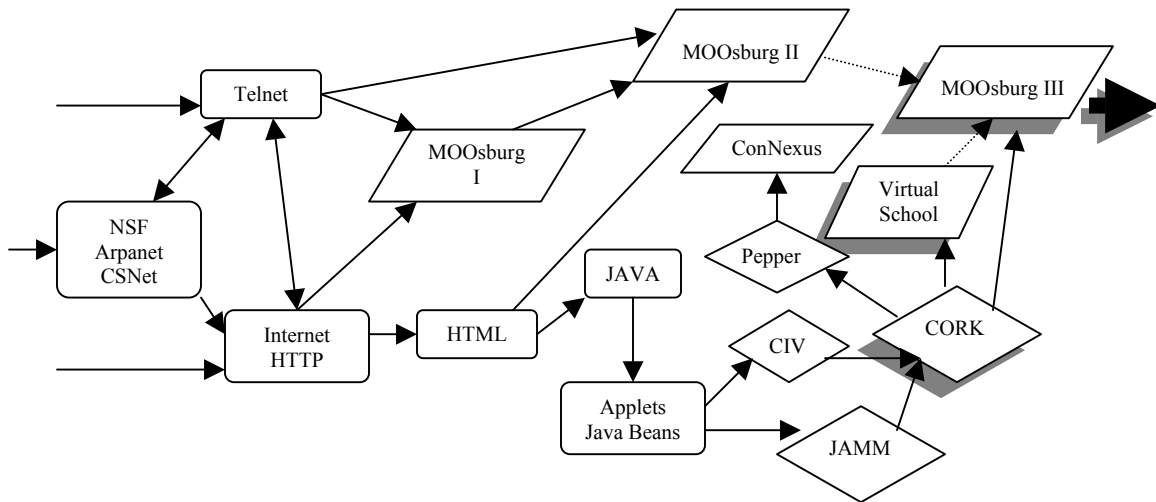 MOOsburg II
MOOsburg III
Telnet
ConNexus
MOOsburg
I
Virtual
School
NSF
Arpanet
CSNet
Pepper
JAVA
Internet
HTTP
HTML
CIV
CORK
Applets
Java Beans
JAMM